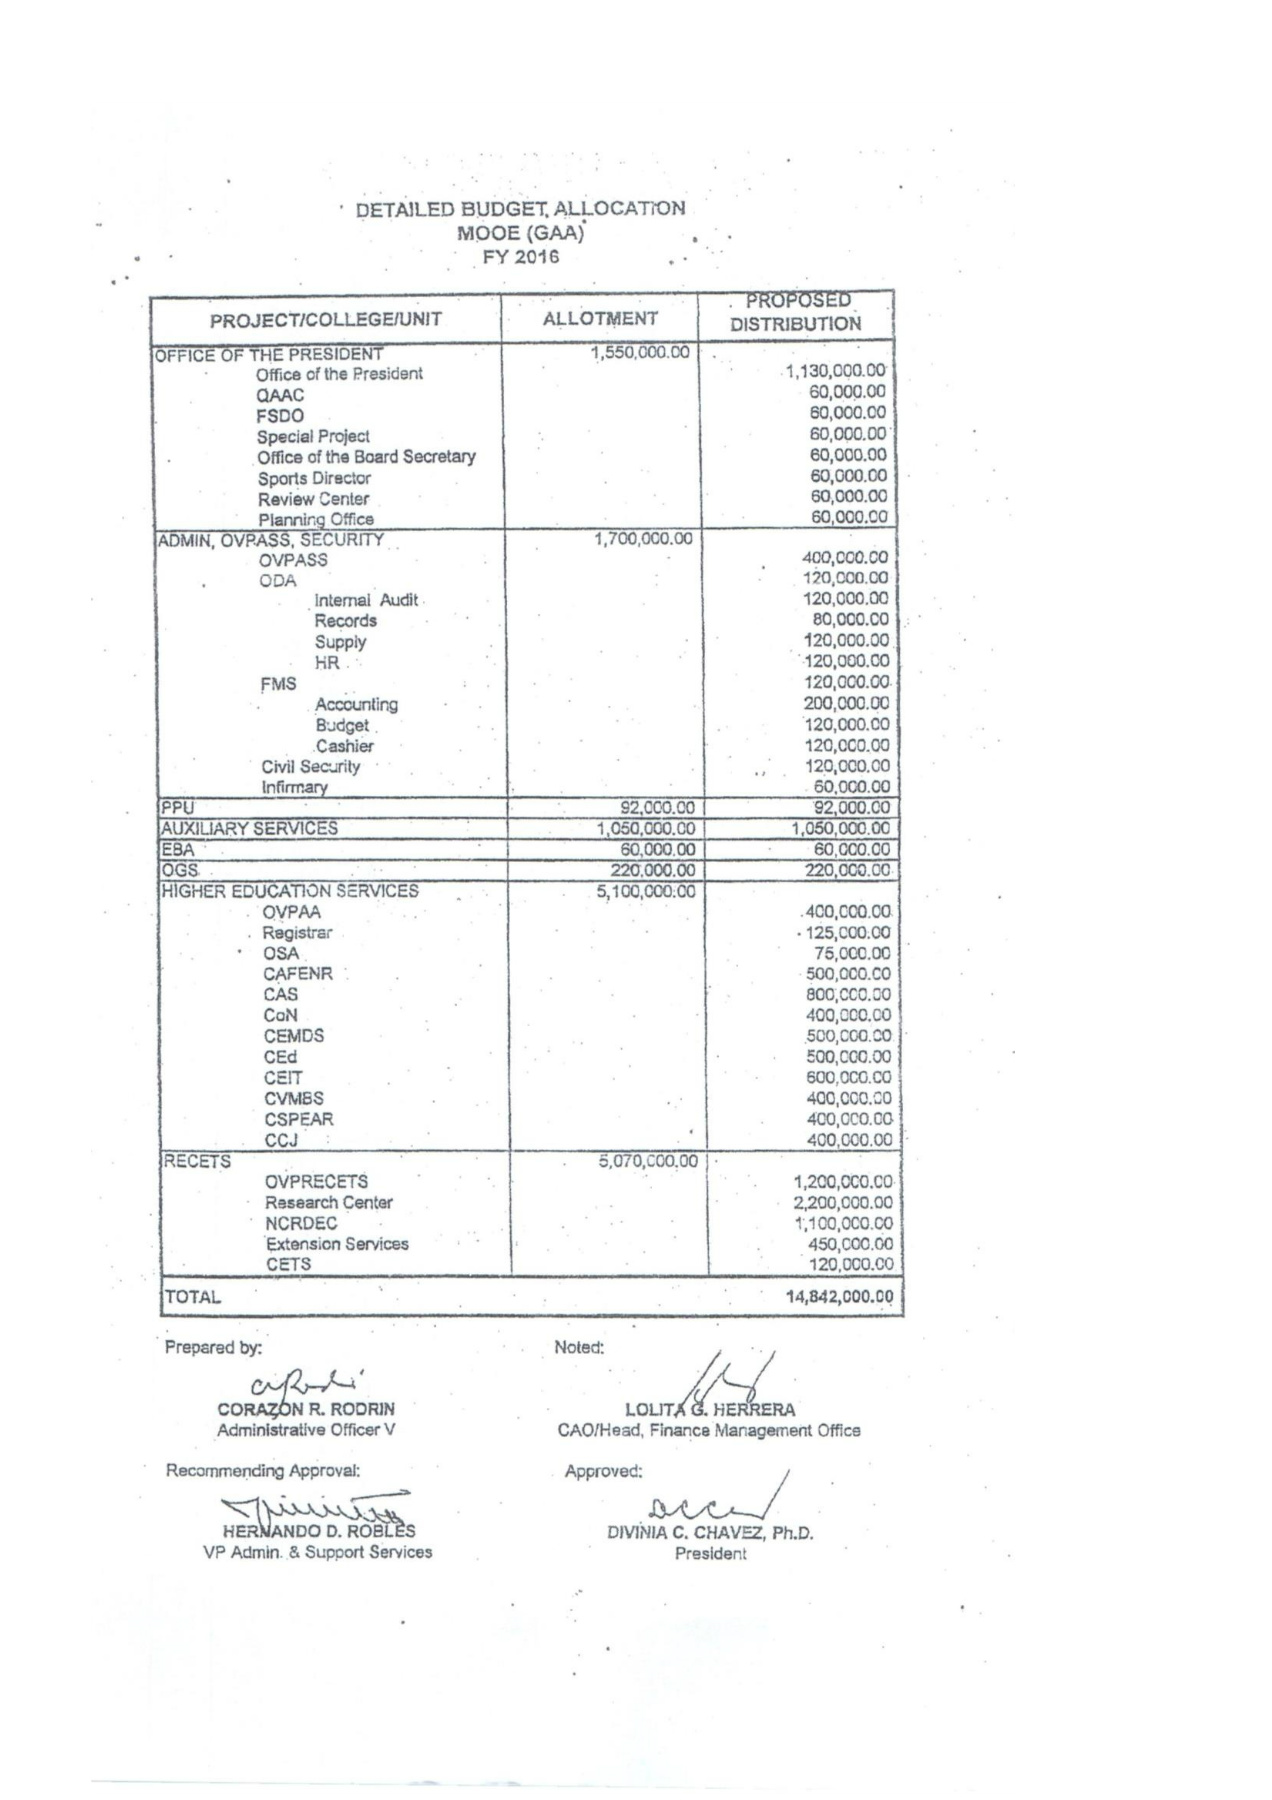 DETAILED BUDGET ALLOCATION
MOOE (GAA)
FY 2016
PROJECT/COLLEGE/UNIT ALLOTMENT PROPOSED DISTRIBUTION
OFFICE OF THE PRESIDENT 1,550,000.00
Office of the President 1,130,000.00
QAAC 60,000.00
FSDO 60,000.00
Special Project 60,000.00
Office of the Board Secretary 60,000.00
Sports Director 60,000.00
Review Center 60,000.00
Planning Office 60,000.00
ADMIN, OVPASS, SECURITY 1,700,000.00
OVPASS 400,000.00
ODA 120,000.00
Internal Audit 120,000.00
Records 80,000.00
Supply 120,000.00
HR 120,000.00
FMS 120,000.00
Accounting 200,000.00
Budget 120,000.00
Cashier 120,000.00
Civil Security 120,000.00
Infirmary 60,000.00
PPU 92,000.00 92,000.00
AUXILIARY SERVICES 1,050,000.00 1,050,000.00
EBA 60,000.00 60,000.00
OGS 220,000.00 220,000.00
HIGHER EDUCATION SERVICES 5,100,000.00
OVPAA 400,000.00
Registrar 125,000.00
OSA 75,000.00
CAFENR 500,000.00
CAS 800,000.00
CoN 400,000.00
CEMDS 500,000.00
CEd 500,000.00
CEIT 600,000.00
CVMBS 400,000.00
CSPEAR 400,000.00
CCJ 400,000.00
RECETS 5,070,000.00
OVPRECETS 1,200,000.00
Research Center 2,200,000.00
NCRDEC 1,100,000.00
Extension Services 450,000.00
CETS 120,000.00
TOTAL 14,842,000.00
Prepared by: Noted:
CORAZON R. RODRIN LOLITA G. HERRERA
Administrative Officer V CAO/Head, Finance Management Office
Recommending Approval: Approved:
HERNANDO D. ROBLES DIVINIA C. CHAVEZ, Ph.D.
VP Admin. & Support Services President